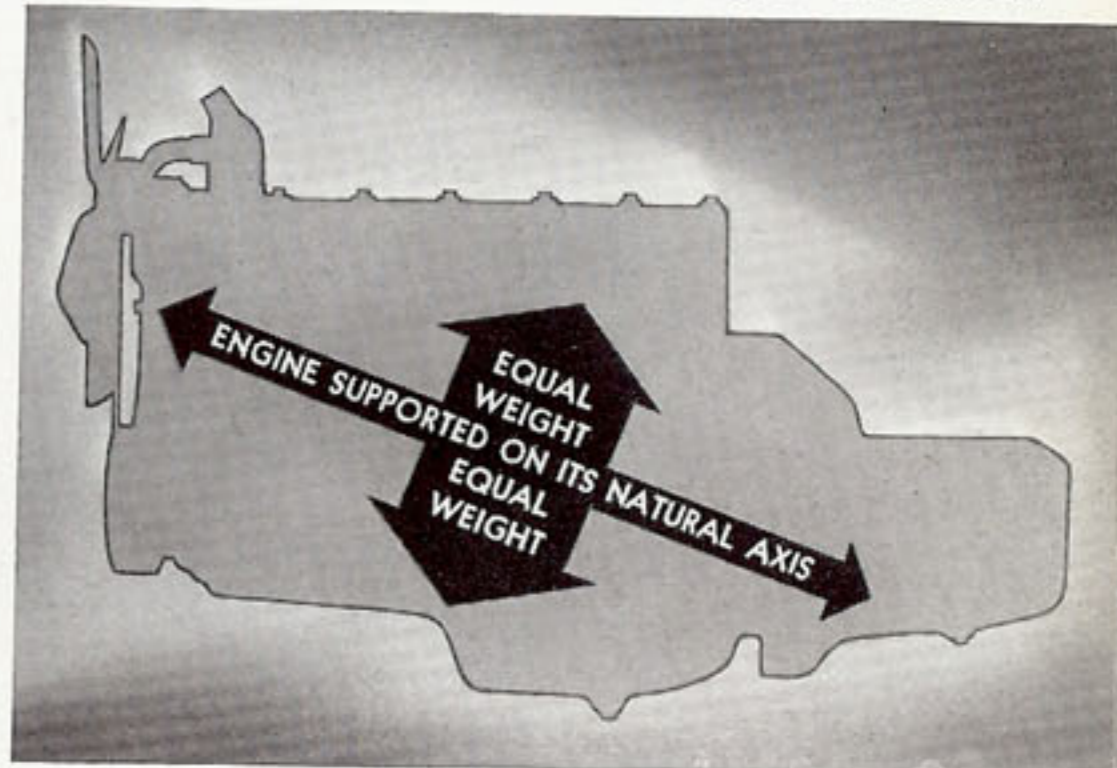 EQUAL
WEIGHT
ENGINE SUPPORTED ON ITS NATURAL AXIS
EQUAL
WEIGHT